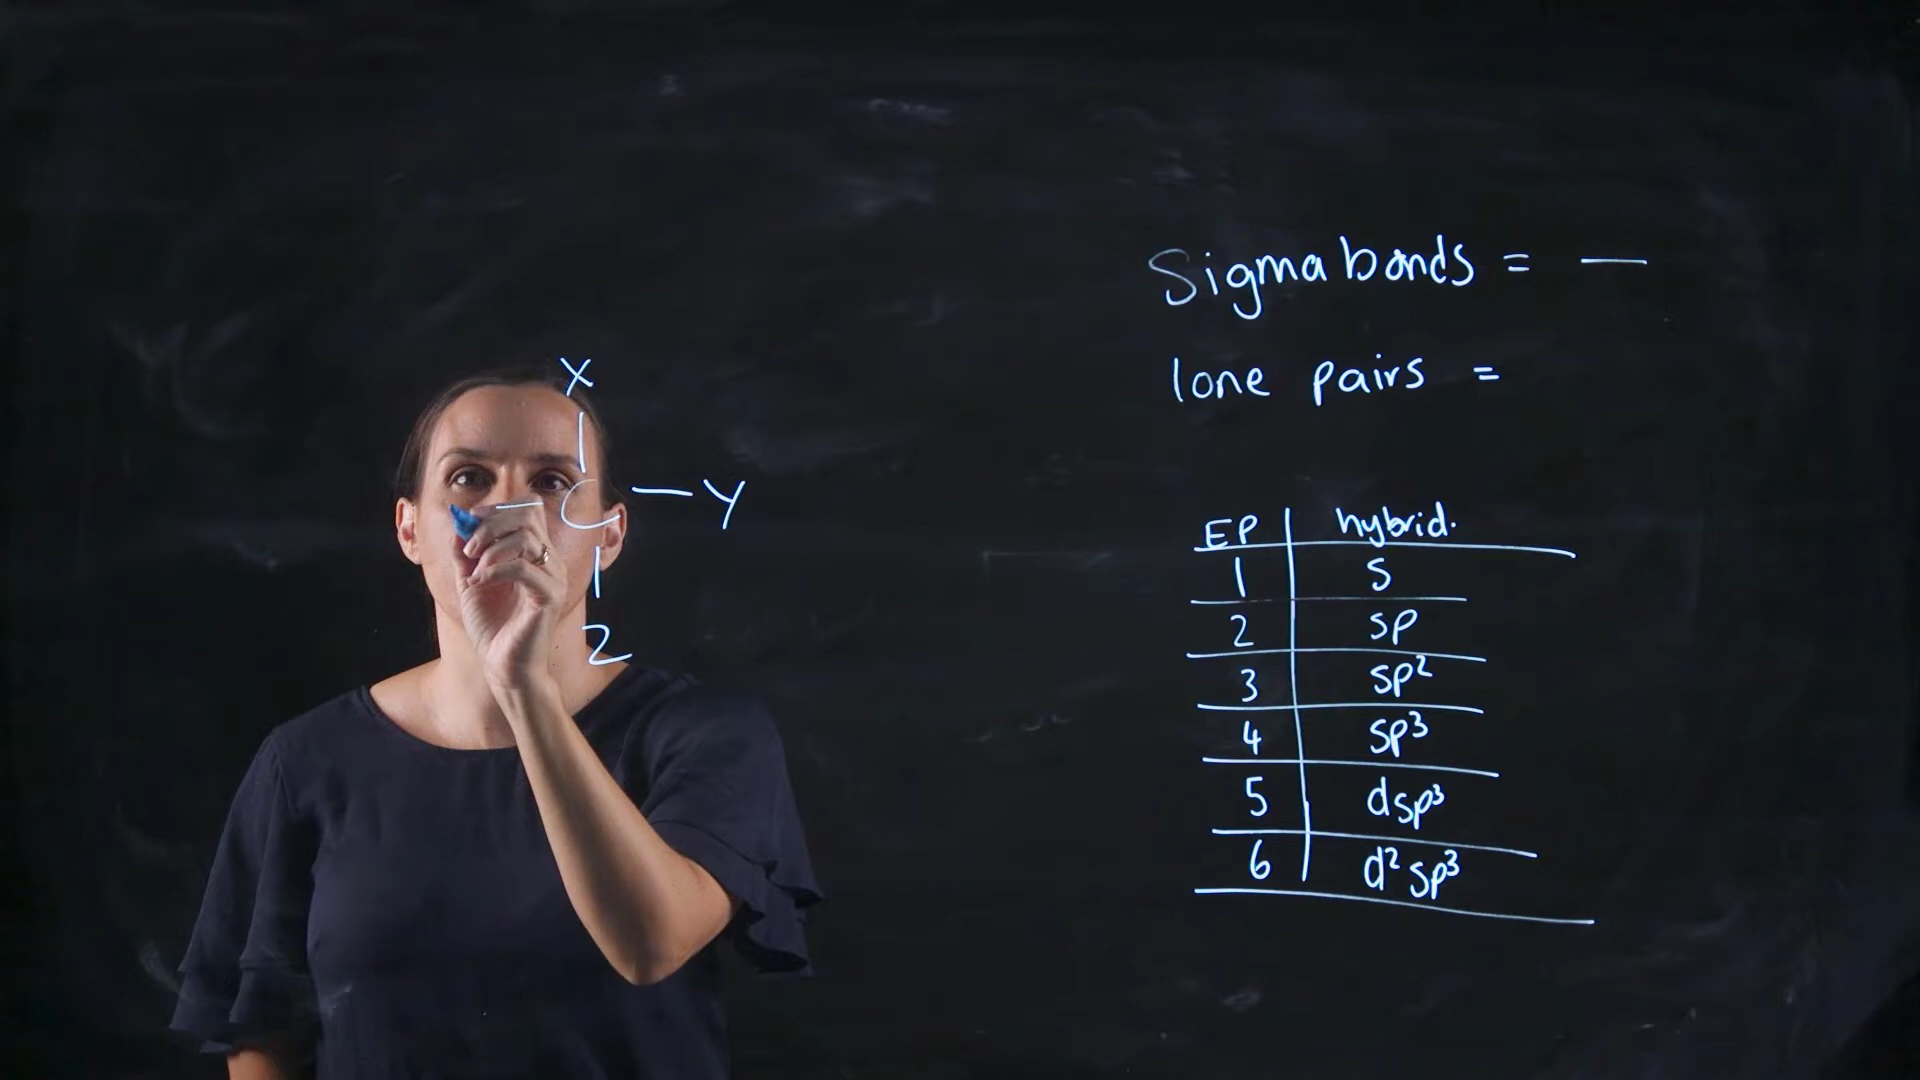 Sigma bonds = —
lone pairs =
X
— C — Y
Z
EP hybrid.
1 s
2 sp
3 sp²
4 sp³
5 dsp³
6 d²sp³